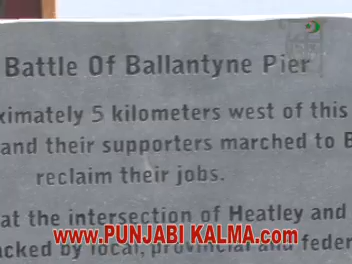 Battle Of Ballantyne Pier
ximately 5 kilometers west of this
and their supporters marched to B
reclaim their jobs.
at the intersection of Heatley and
www.PUNJABI KALMA.com
acked by local, provincial and feder